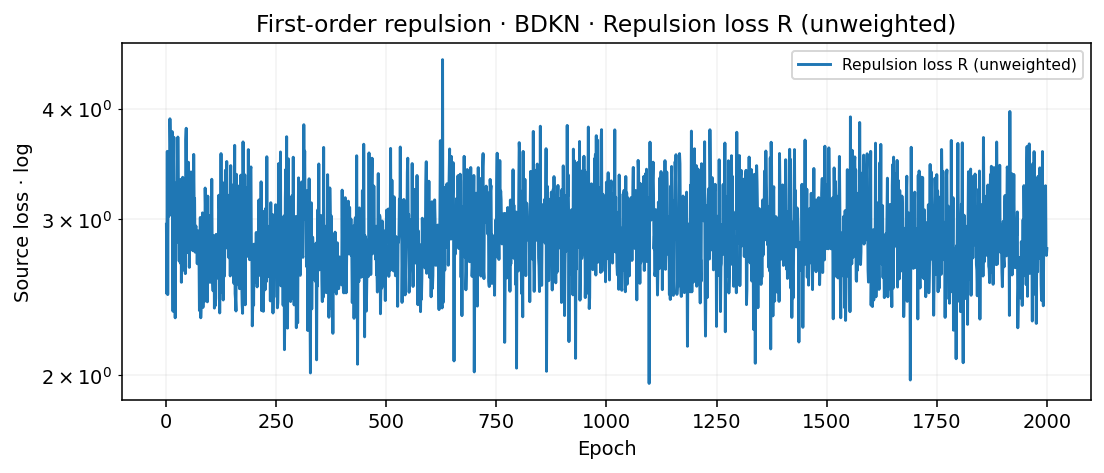 First-order repulsion · BDKN · Repulsion loss R (unweighted)
Repulsion loss R (unweighted)
4 × 10⁰
3 × 10⁰
2 × 10⁰
Source loss · log
0 250 500 750 1000 1250 1500 1750 2000
Epoch